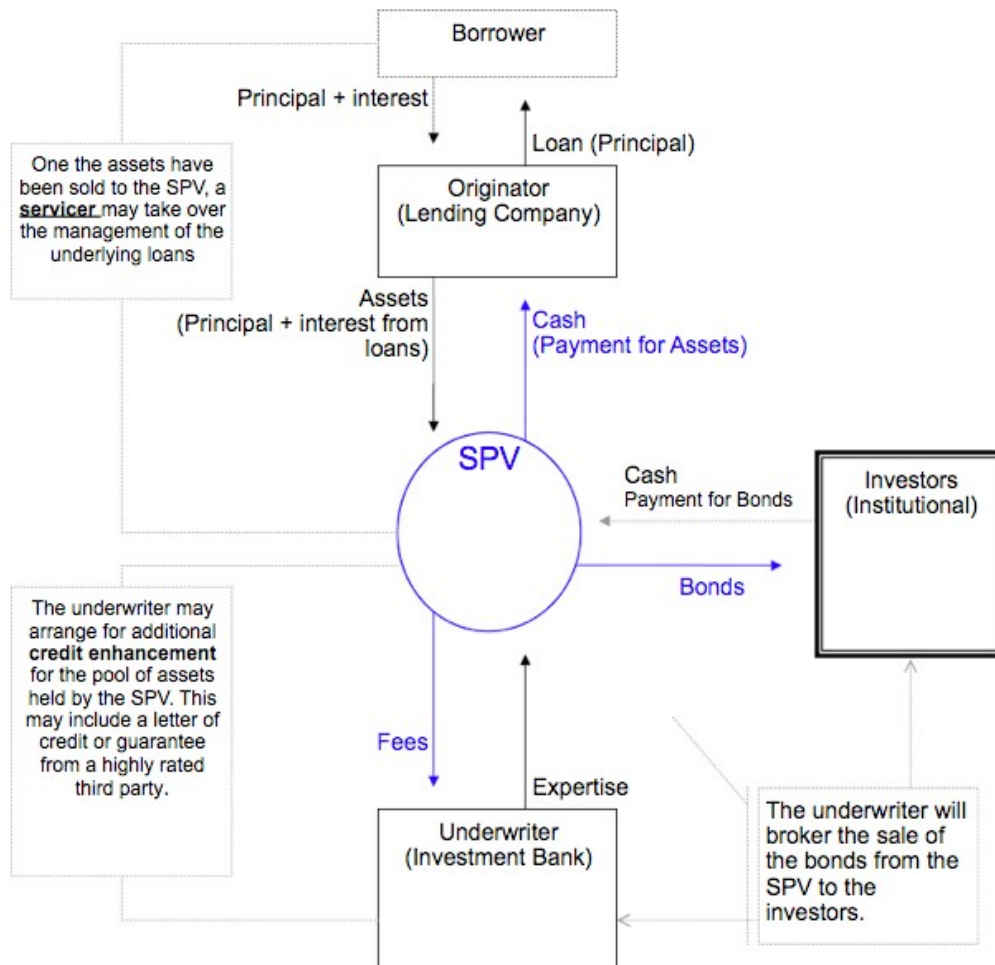 Borrower
Principal + interest
Loan (Principal)
One the assets have
been sold to the SPV, a
servicer may take over
the management of the
underlying loans
Originator
(Lending Company)
Assets
(Principal + interest from
loans)
Cash
(Payment for Assets)
SPV
Cash
Payment for Bonds
Investors
(Institutional)
Bonds
The underwriter may
arrange for additional
credit enhancement
for the pool of assets
held by the SPV. This
may include a letter of
credit or guarantee
from a highly rated
third party.
Fees
Expertise
Underwriter
(Investment Bank)
The underwriter will
broker the sale of
the bonds from the
SPV to the
investors.